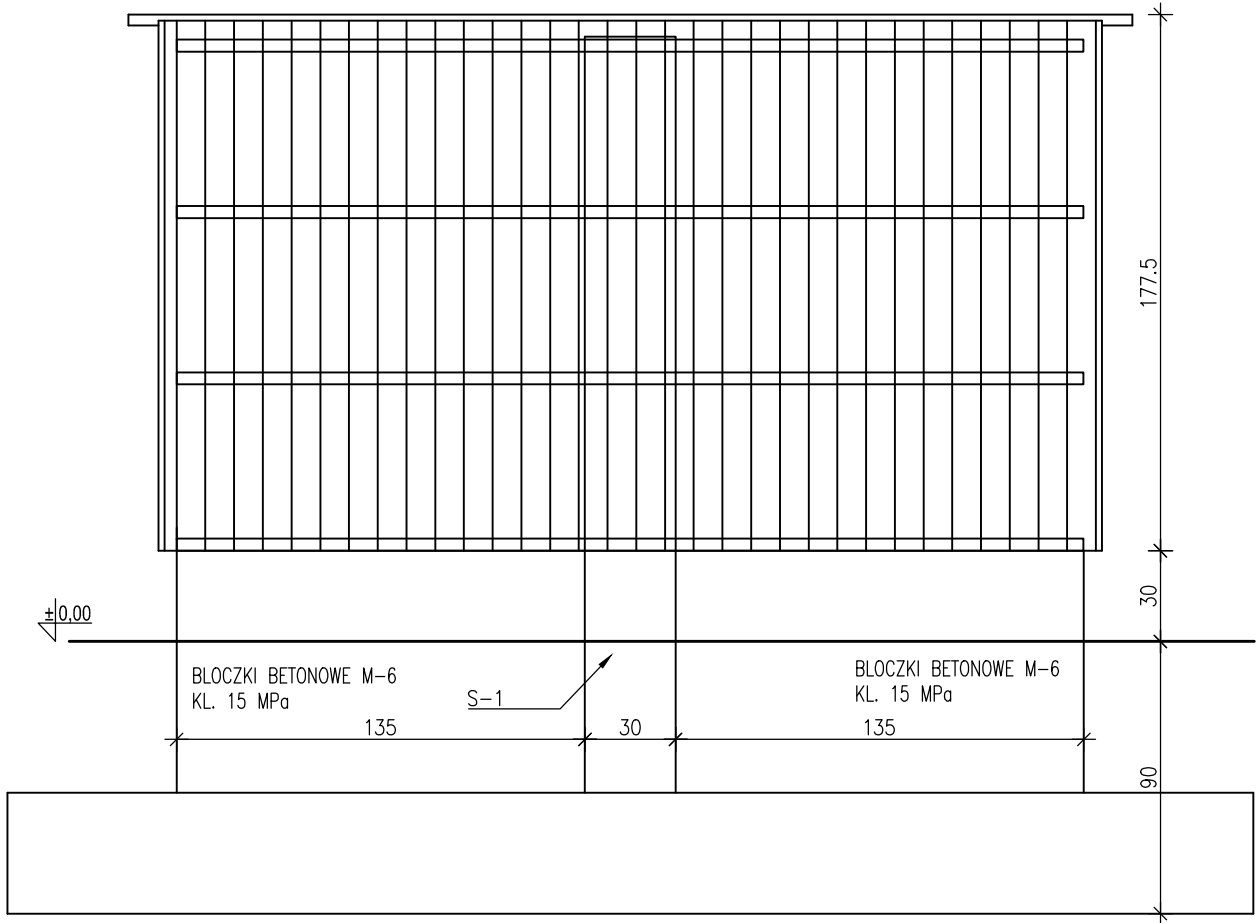 177.5
30
±0,00
BLOCZKI BETONOWE M-6
KL. 15 MPa
S-1
BLOCZKI BETONOWE M-6
KL. 15 MPa
135
30
135
90